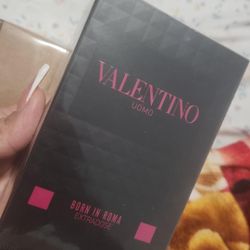 VALENTINO
UOMO
BORN IN ROMA
EXTRADOSE